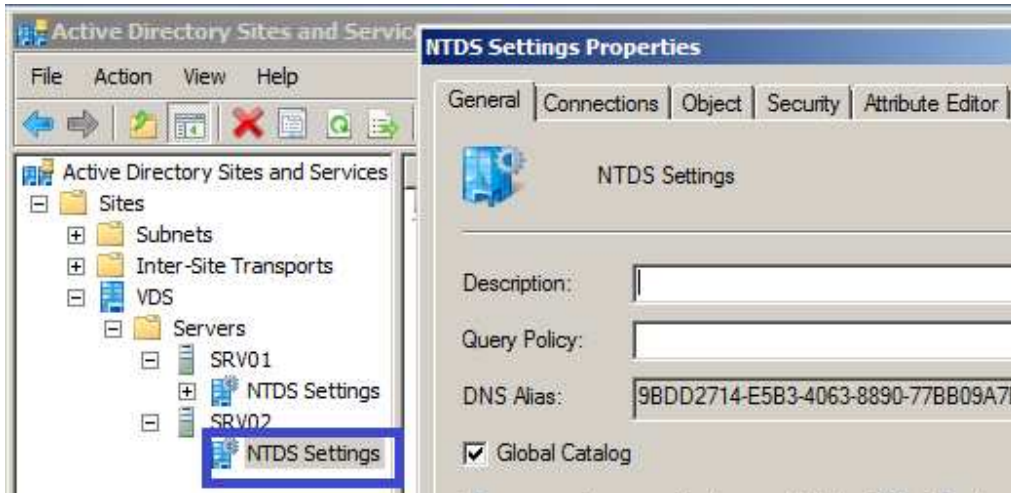 Active Directory Sites and Servic
File Action View Help
Active Directory Sites and Services
Sites
Subnets
Inter-Site Transports
VDS
Servers
SRV01
NTDS Settings
SRV02
NTDS Settings
NTDS Settings Properties
General Connections Object Security Attribute Editor
NTDS Settings
Description:
Query Policy:
DNS Alias: 9BDD2714-E5B3-4063-8890-77BB09A7
Global Catalog